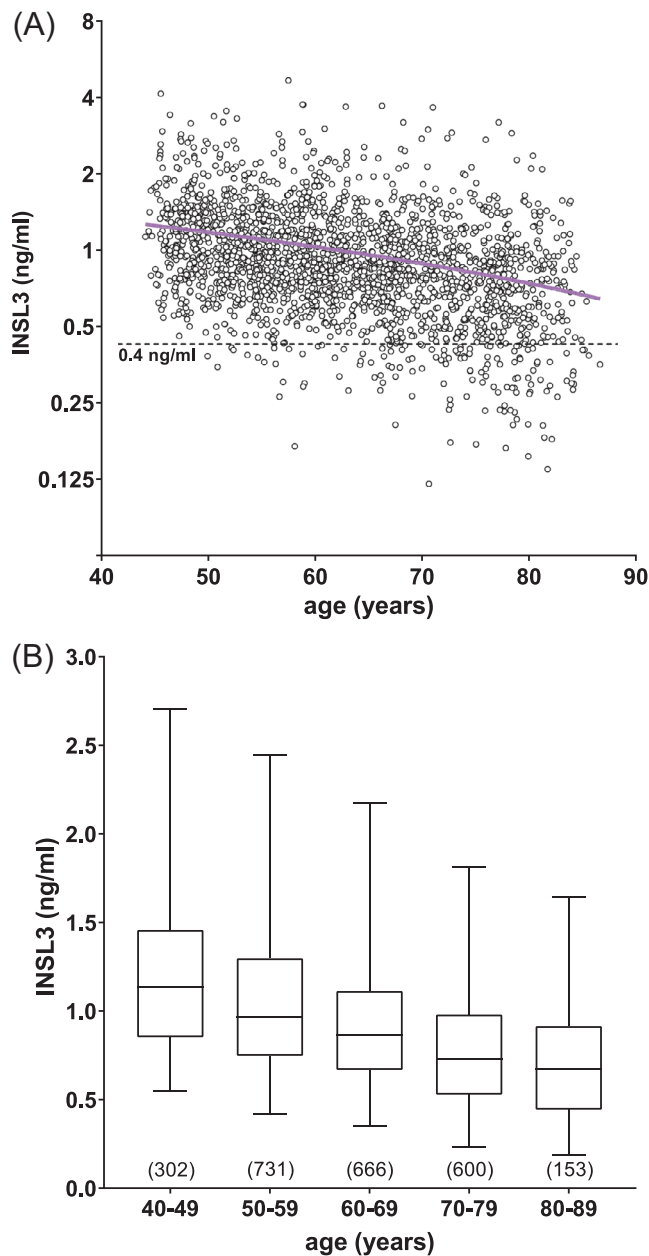 (A)
8
4
2
1
0.5
0.25
0.125
INSL3 (ng/ml)
0.4 ng/ml
40 50 60 70 80 90
age (years)
(B)
3.0
2.5
2.0
1.5
1.0
0.5
0.0
INSL3 (ng/ml)
(302) (731) (666) (600) (153)
40-49 50-59 60-69 70-79 80-89
age (years)